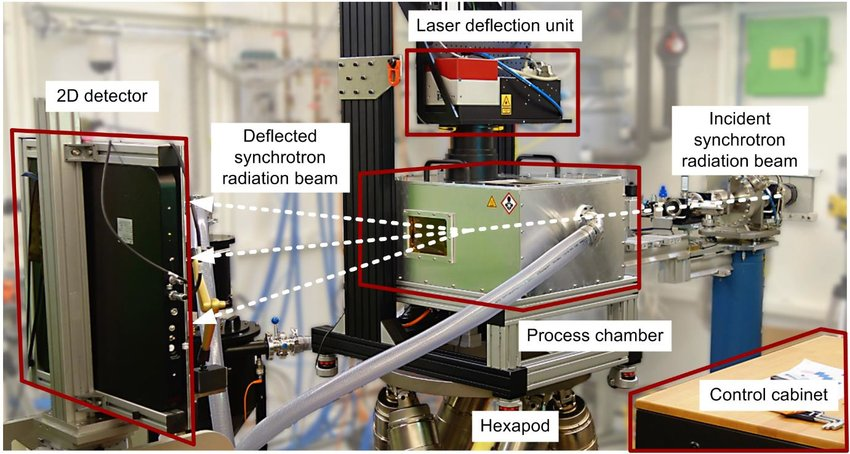 Laser deflection unit
2D detector
Deflected
synchrotron
radiation beam
Incident
synchrotron
radiation beam
Process chamber
Control cabinet
Hexapod